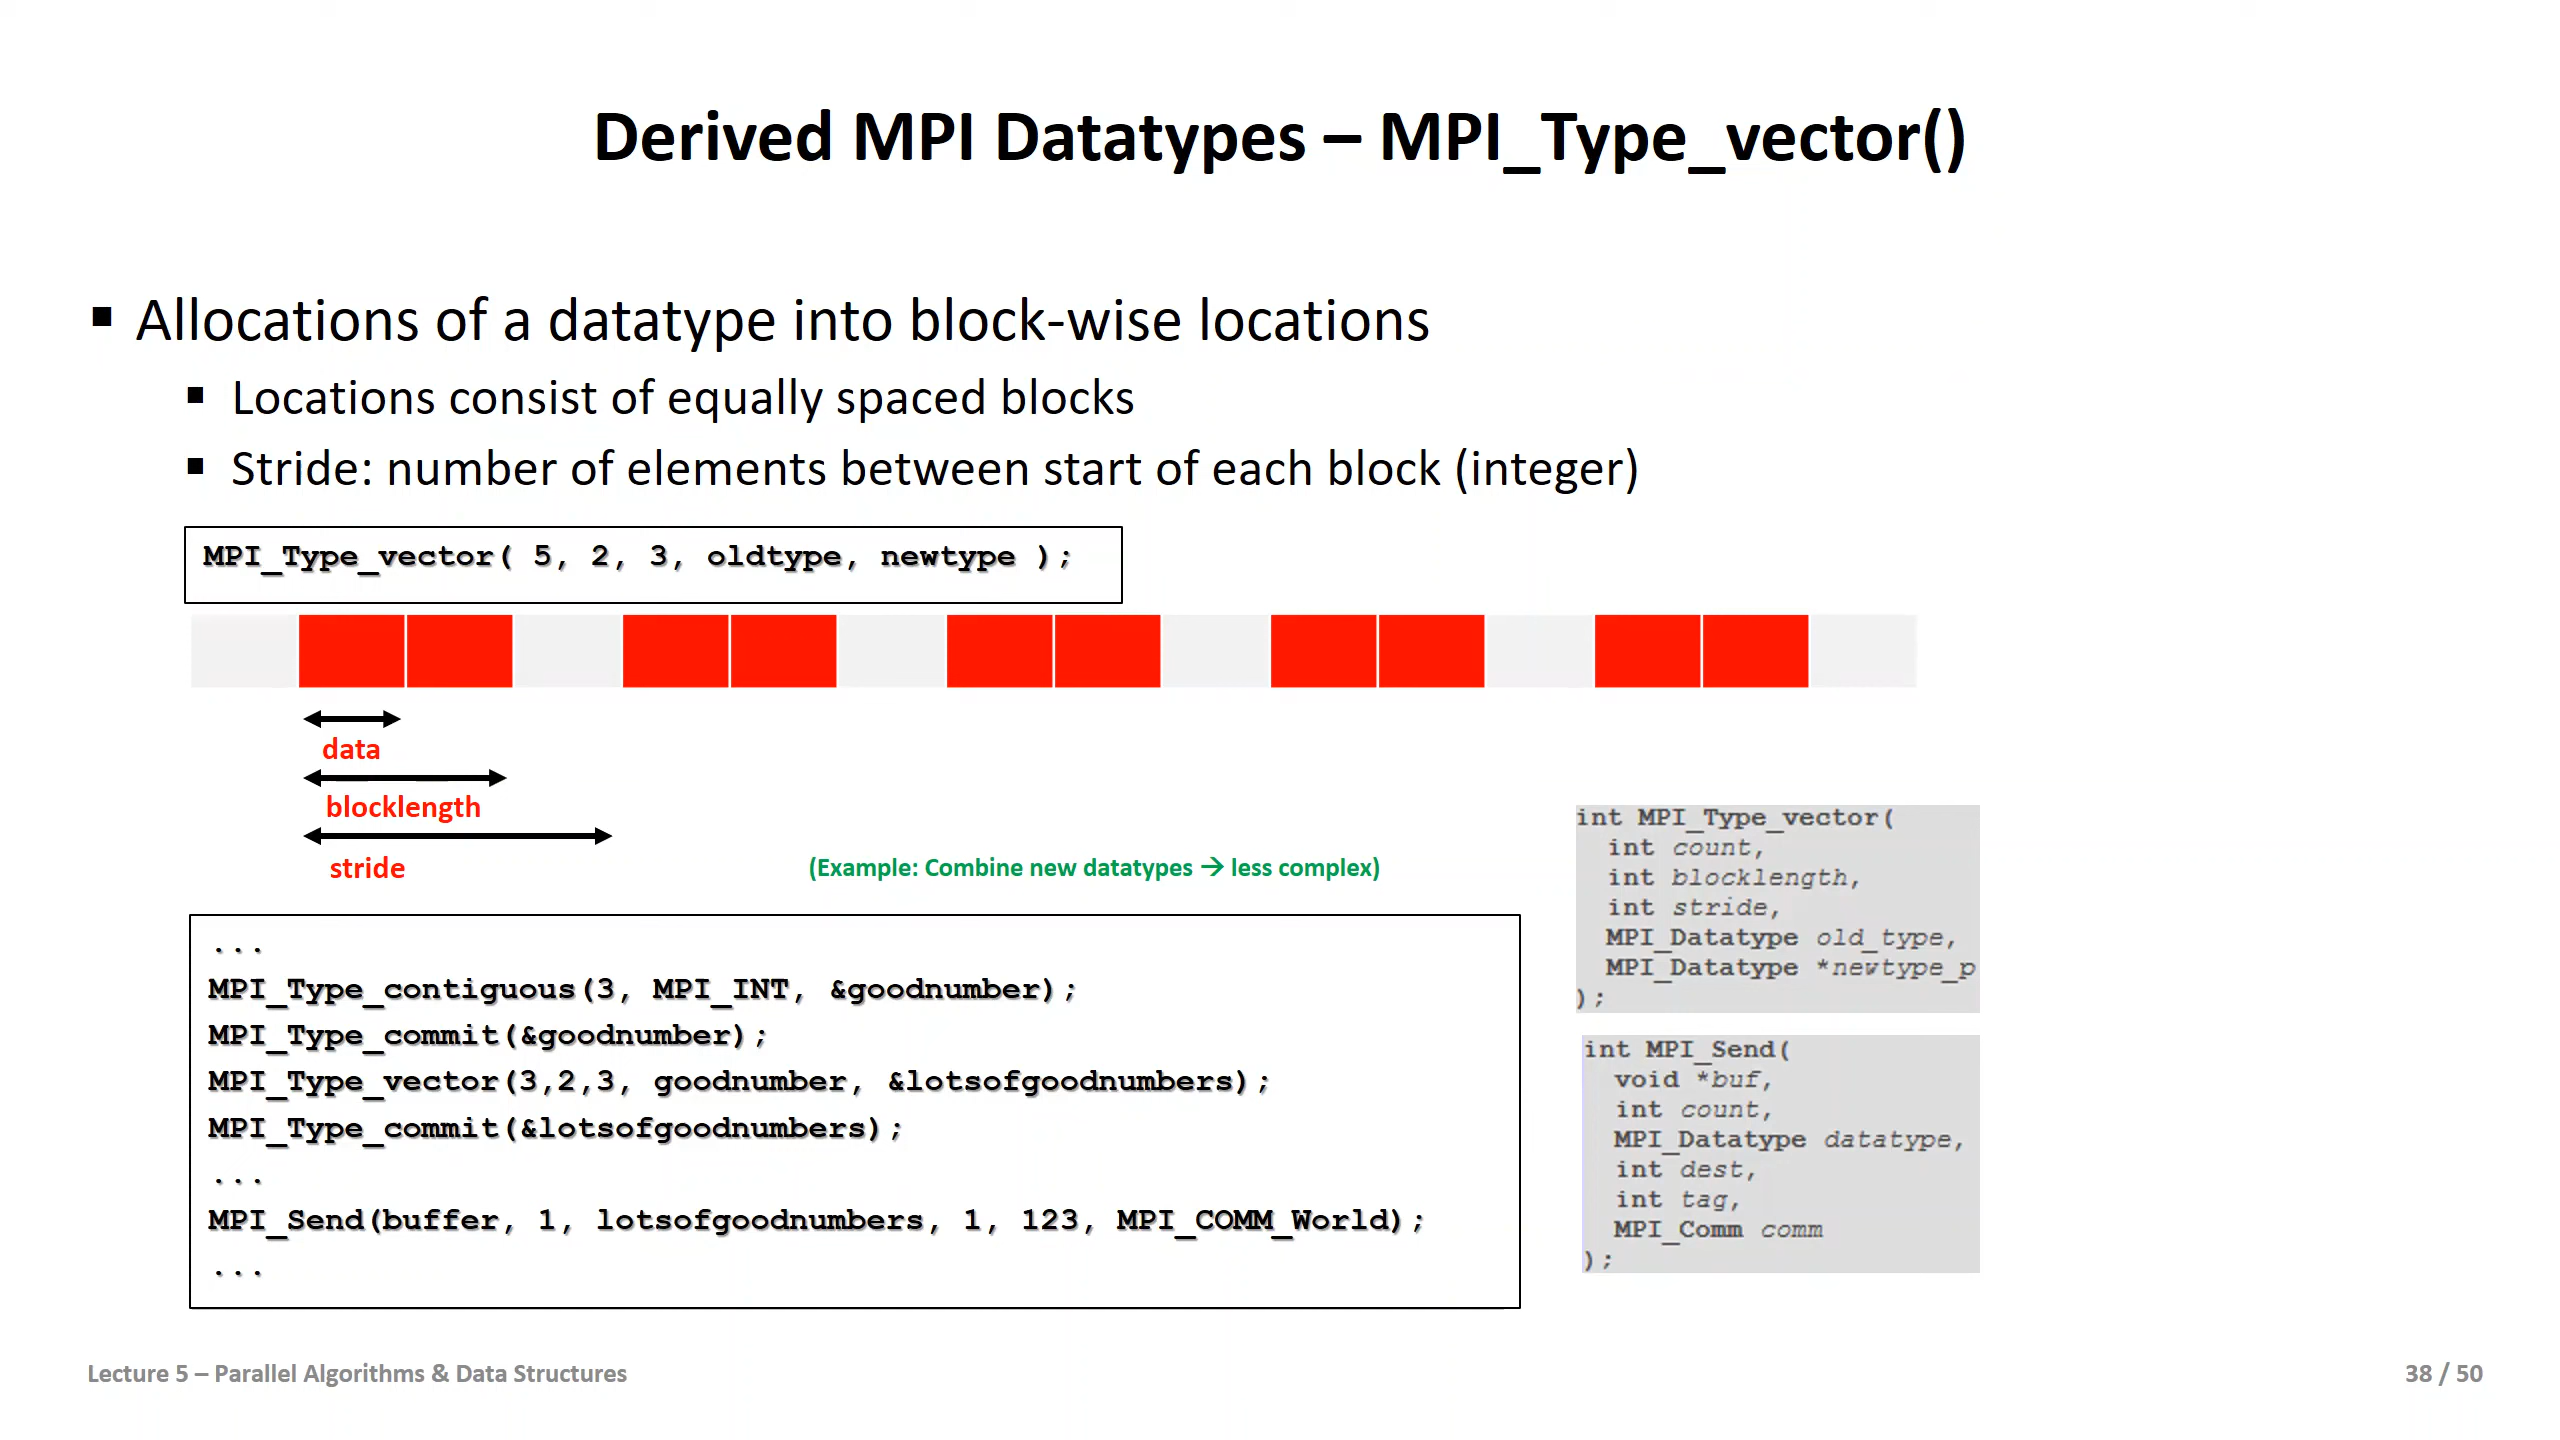 Derived MPI Datatypes – MPI_Type_vector()
▪ Allocations of a datatype into block-wise locations
▪ Locations consist of equally spaced blocks
▪ Stride: number of elements between start of each block (integer)
MPI_Type_vector( 5, 2, 3, oldtype, newtype );
data
blocklength
stride
(Example: Combine new datatypes → less complex)
...
MPI_Type_contiguous(3, MPI_INT, &goodnumber);
MPI_Type_commit(&goodnumber);
MPI_Type_vector(3,2,3, goodnumber, &lotsofgoodnumbers);
MPI_Type_commit(&lotsofgoodnumbers);
...
MPI_Send(buffer, 1, lotsofgoodnumbers, 1, 123, MPI_COMM_World);
...
int MPI_Type_vector(
int count,
int blocklength,
int stride,
MPI_Datatype old_type,
MPI_Datatype *newtype_p
);
int MPI_Send(
void *buf,
int count,
MPI_Datatype datatype,
int dest,
int tag,
MPI_Comm comm
);
Lecture 5 – Parallel Algorithms & Data Structures
38 / 50